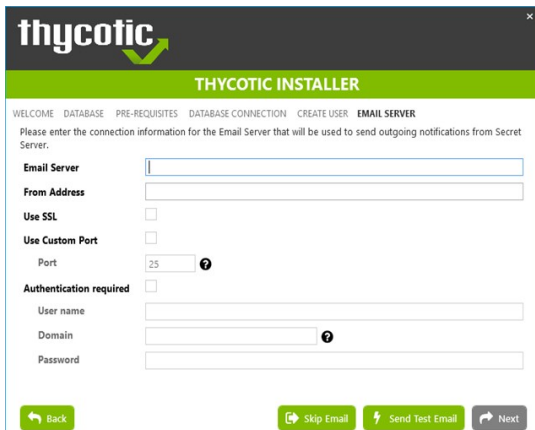 thycotic
THYCOTIC INSTALLER
WELCOME DATABASE PRE-REQUISITES DATABASE CONNECTION CREATE USER EMAIL SERVER
Please enter the connection information for the Email Server that will be used to send outgoing notifications from Secret
Server.
Email Server
From Address
Use SSL
Use Custom Port
Port 25 ?
Authentication required
User name
Domain ?
Password
Back Skip Email Send Test Email Next